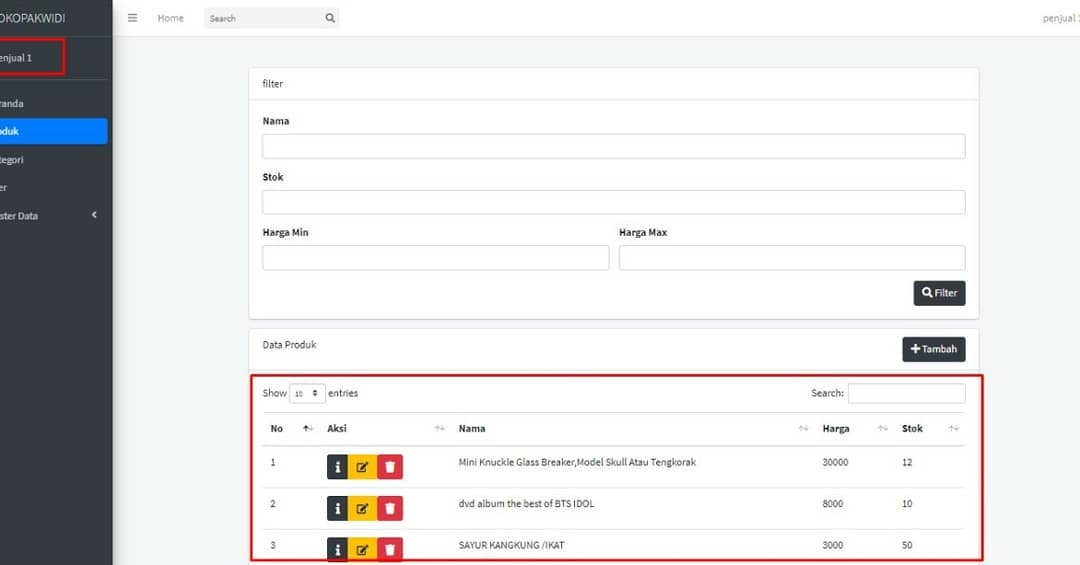 OKOPAKWIDI
Home
Search
penjual 1
enjual 1
randa
oduk
tegori
er
ster Data
filter
Nama
Stok
Harga Min Harga Max
Filter
Data Produk
Tambah
Show 10 entries
Search:
No Aksi Nama Harga Stok
1 Mini Knuckle Glass Breaker,Model Skull Atau Tengkorak 30000 12
2 dvd album the best of BTS IDOL 8000 10
3 SAYUR KANGKUNG /IKAT 3000 50